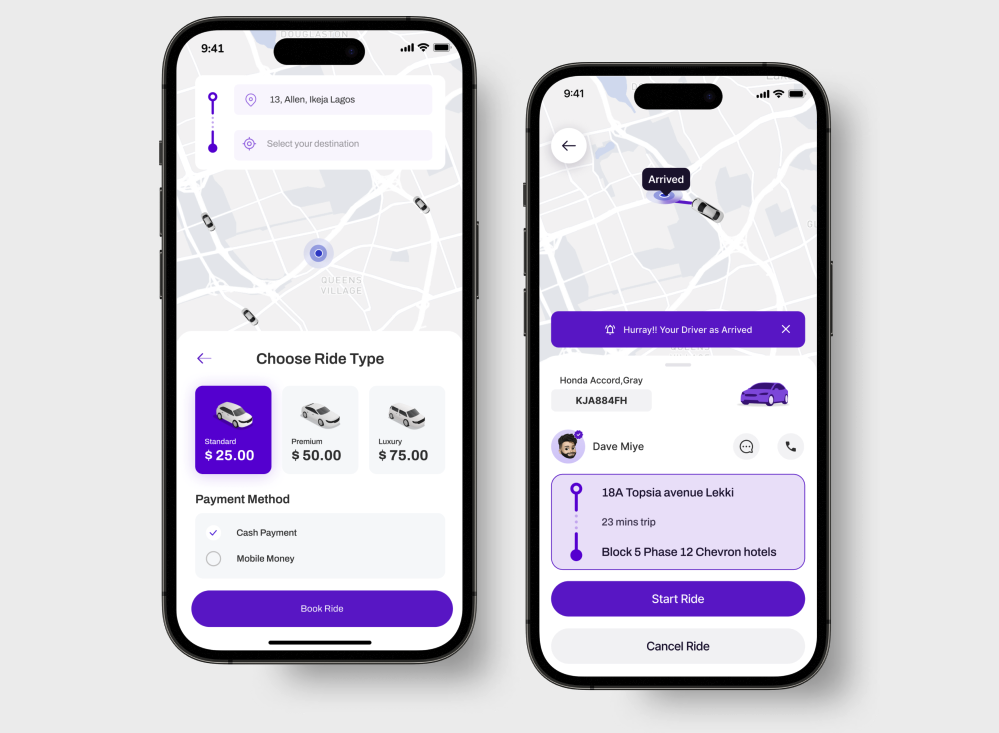 9:41
DOUGLASTON
13, Allen, Ikeja Lagos
Select your destination
QUEENS
VILLAGE
Choose Ride Type
Standard
$ 25.00
Premium
$ 50.00
Luxury
$ 75.00
Payment Method
Cash Payment
Mobile Money
Book Ride
9:41
Arrived
Hurray!! Your Driver as Arrived
Honda Accord,Gray
KJA884FH
Dave Miye
18A Topsia avenue Lekki
23 mins trip
Block 5 Phase 12 Chevron hotels
Start Ride
Cancel Ride